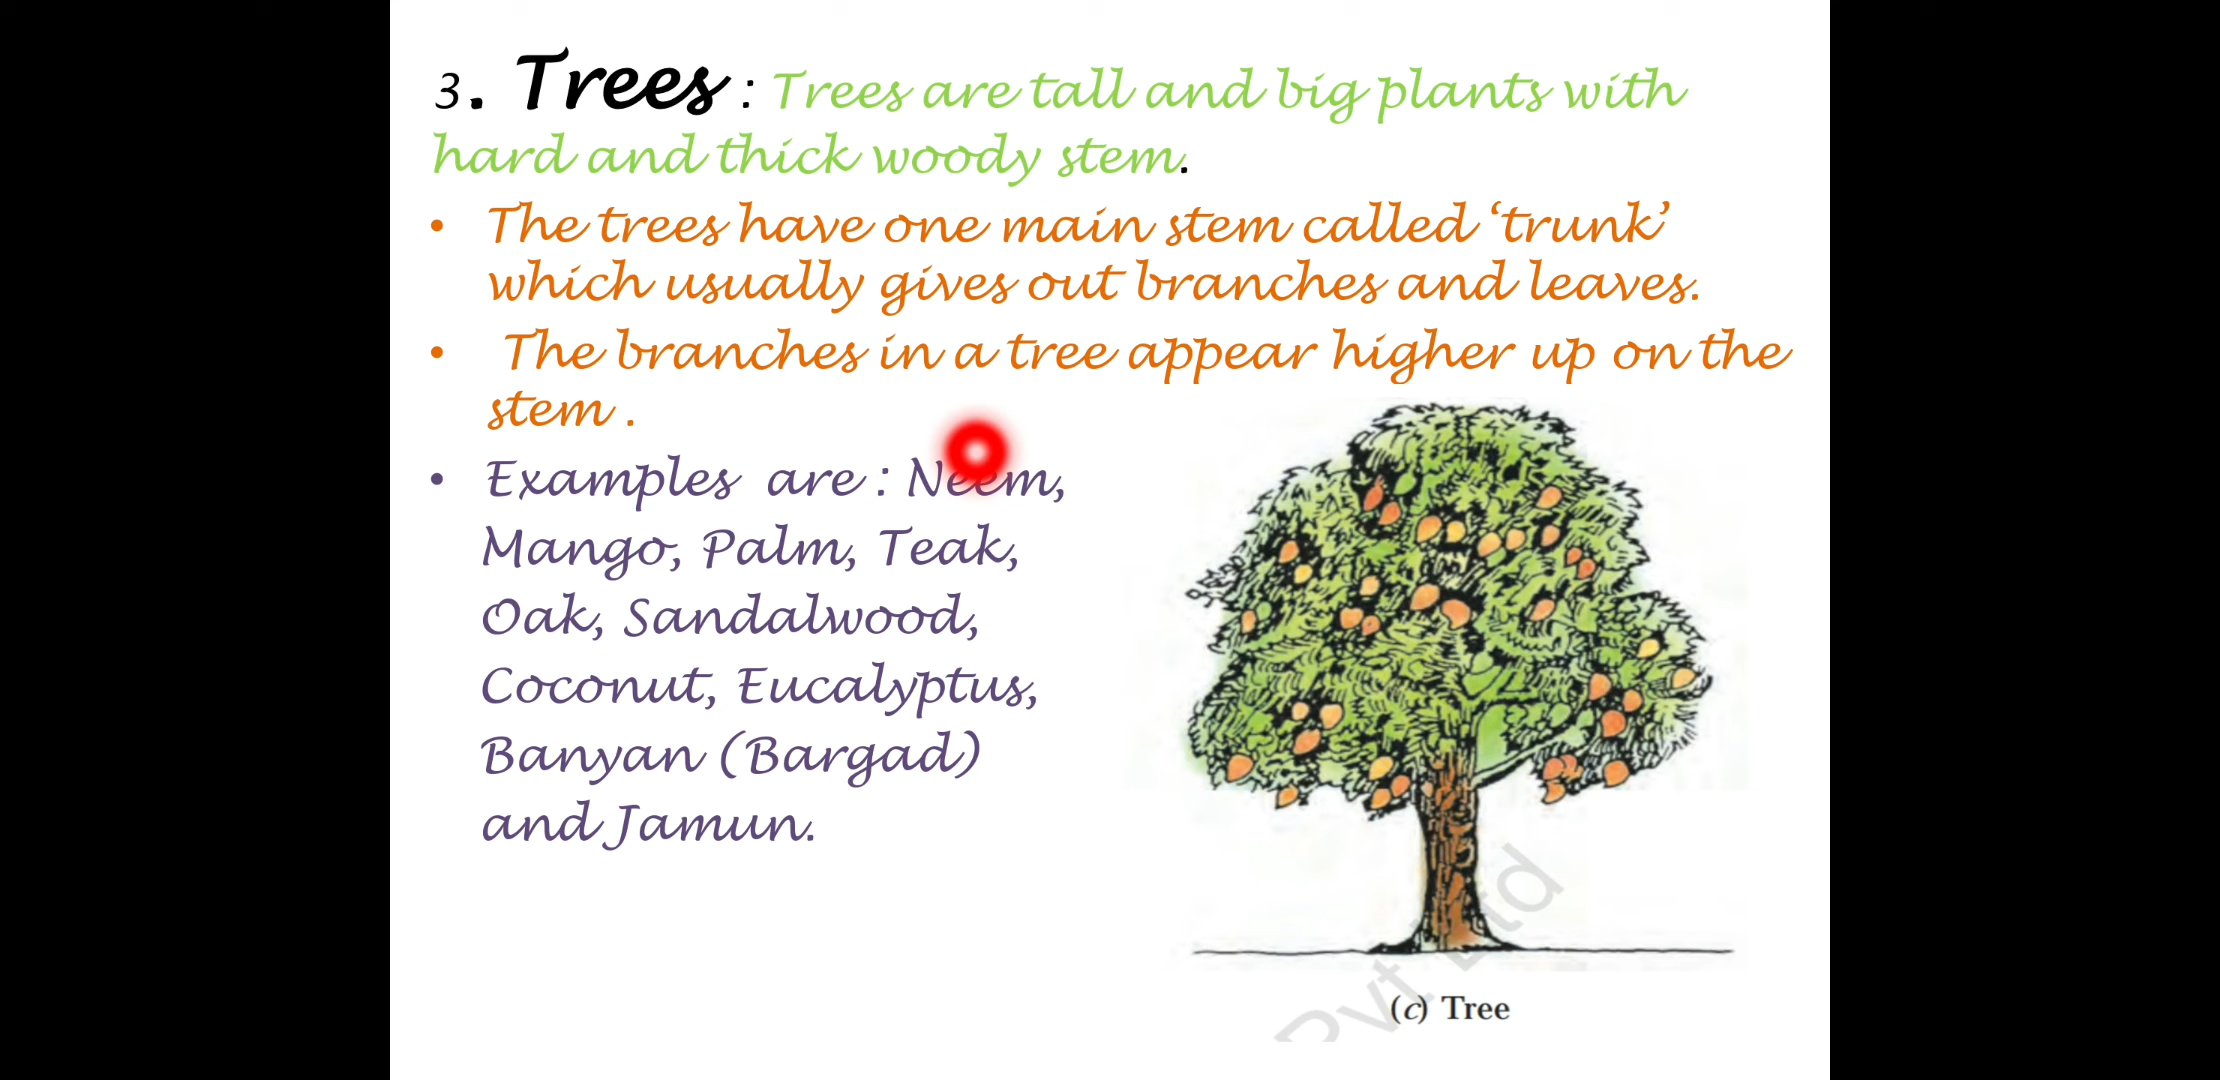 3. Trees : Trees are tall and big plants with
hard and thick woody stem.
• The trees have one main stem called ‘trunk’
which usually gives out branches and leaves.
• The branches in a tree appear higher up on the
stem .
• Examples are : Neem,
Mango, Palm, Teak,
Oak, Sandalwood,
Coconut, Eucalyptus,
Banyan (Bargad)
and Jamun.
Pvt Ltd
(c) Tree